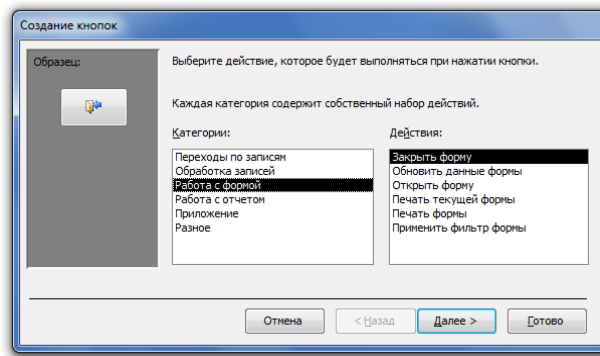 Создание кнопок
Образец:
Выберите действие, которое будет выполняться при нажатии кнопки.
Каждая категория содержит собственный набор действий.
Категории:
Переходы по записям
Обработка записей
Работа с формой
Работа с отчетом
Приложение
Разное
Действия:
Закрыть форму
Обновить данные формы
Открыть форму
Печать текущей формы
Печать формы
Применить фильтр формы
Отмена
< Назад
Далее >
Готово